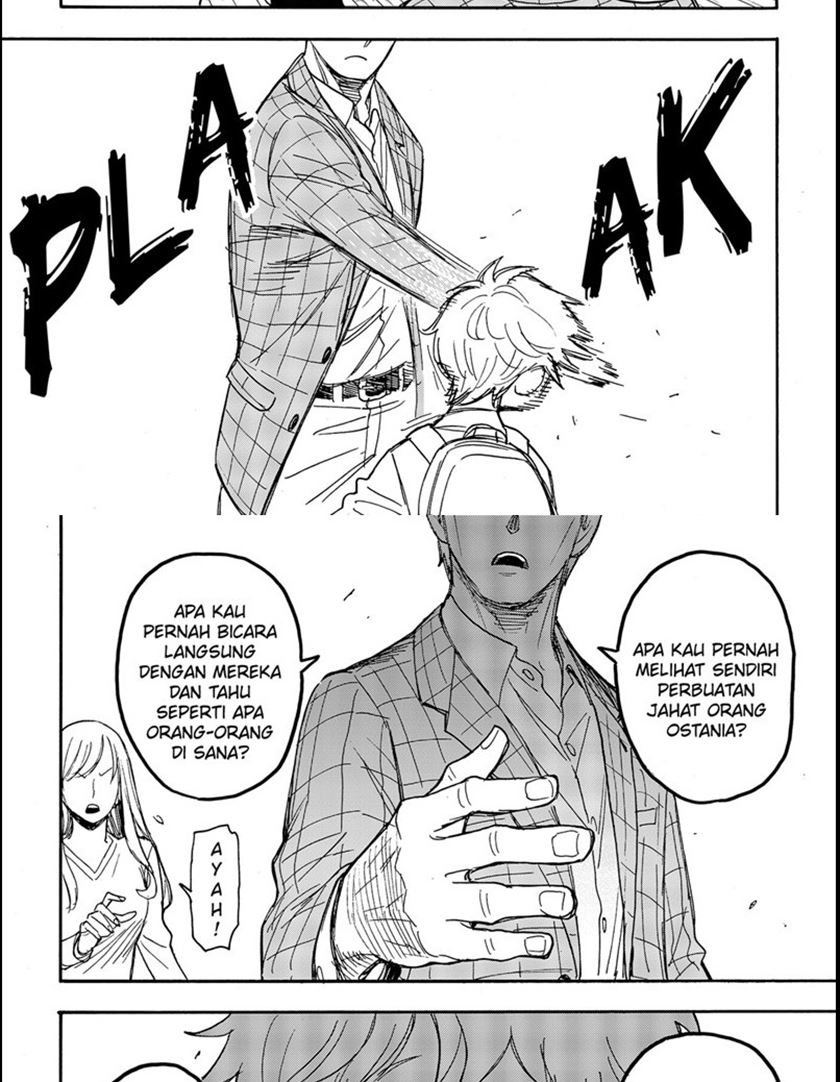 PLAK
AK
APA KAU PERNAH
MELIHAT SENDIRI
PERBUATAN
JAHAT ORANG
OSTANIA?
APA KAU
PERNAH BICARA
LANGSUNG
DENGAN MEREKA
DAN TAHU
SEPERTI APA
ORANG-ORANG
DI SANA?
AYAH!